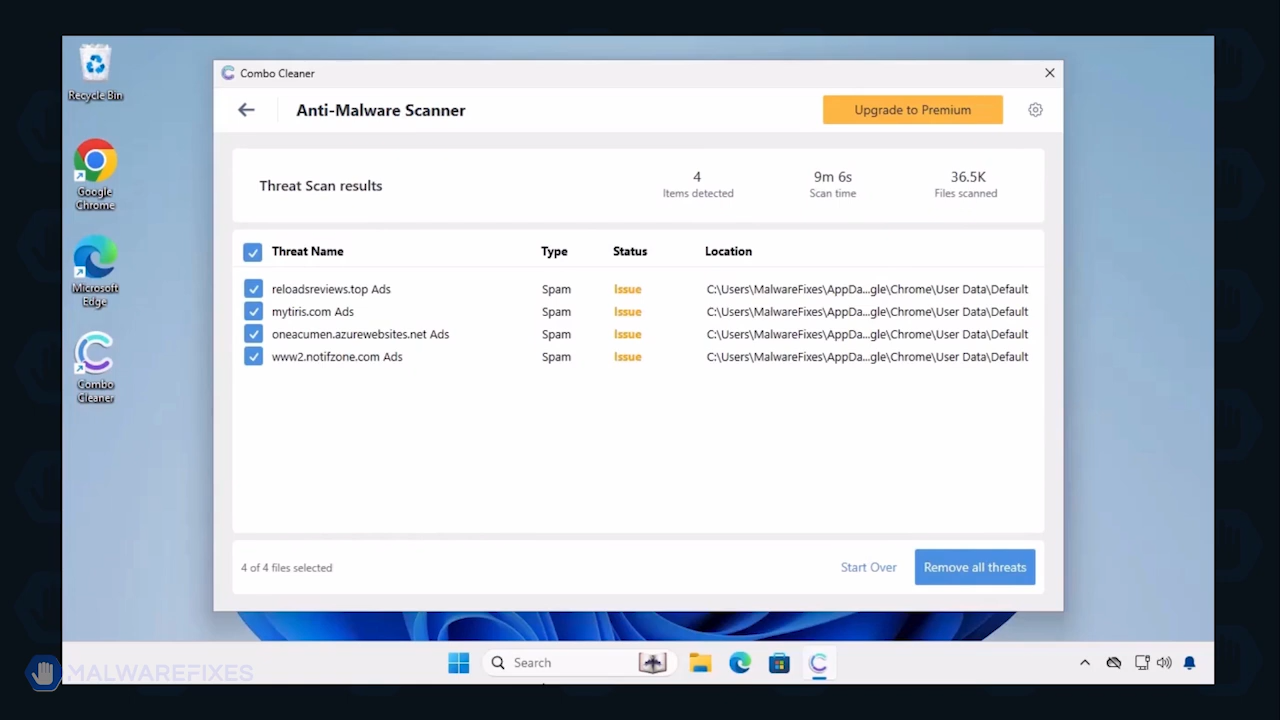 Recycle Bin
Google
Chrome
Microsoft
Edge
Combo
Cleaner
Combo Cleaner
Anti-Malware Scanner
Upgrade to Premium
Threat Scan results
4
Items detected
9m 6s
Scan time
36.5K
Files scanned
Threat Name Type Status Location
reloadsreviews.top Ads Spam Issue C:\Users\MalwareFixes\AppDa...gle\Chrome\User Data\Default
mytiris.com Ads Spam Issue C:\Users\MalwareFixes\AppDa...gle\Chrome\User Data\Default
oneacumen.azurewebsites.net Ads Spam Issue C:\Users\MalwareFixes\AppDa...gle\Chrome\User Data\Default
www2.notifzone.com Ads Spam Issue C:\Users\MalwareFixes\AppDa...gle\Chrome\User Data\Default
4 of 4 files selected
Start Over
Remove all threats
Search
MALWAREFIXES